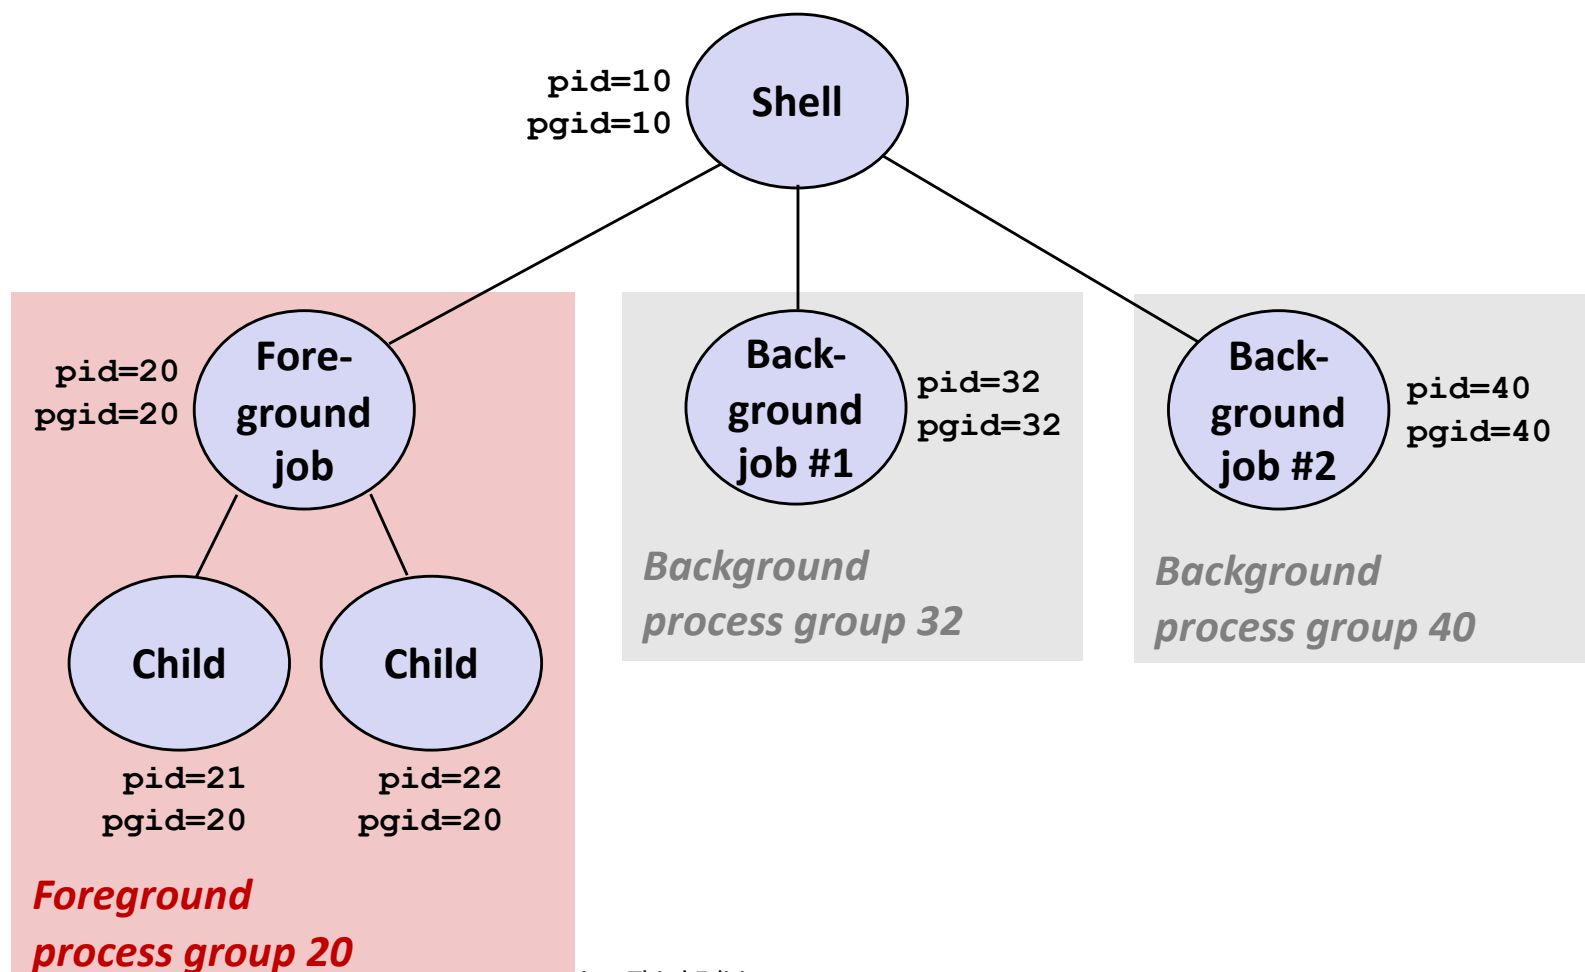 pid=10
pgid=10
Shell
pid=20
pgid=20
Fore-
ground
job
Back-
ground
job #1
pid=32
pgid=32
Back-
ground
job #2
pid=40
pgid=40
Background
process group 32
Background
process group 40
Child
Child
pid=21
pgid=20
pid=22
pgid=20
Foreground
process group 20